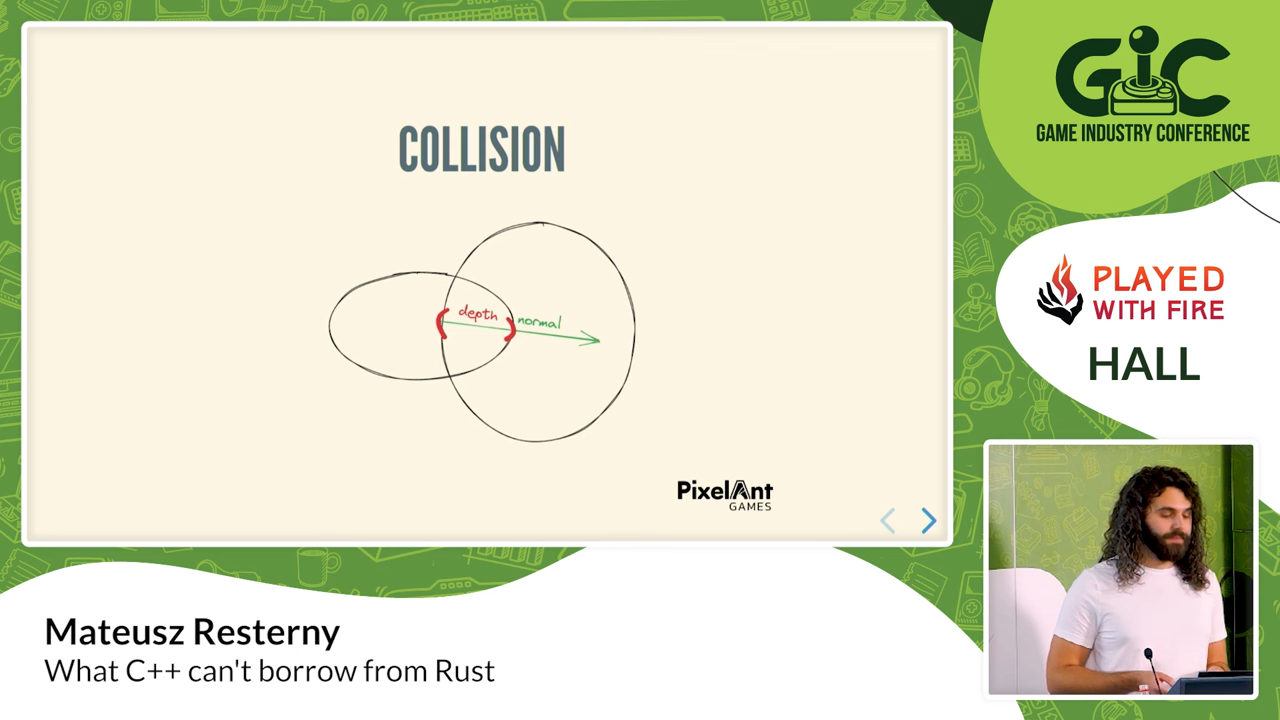 COLLISION
depth
normal
PixelAnt
GAMES
GIC
GAME INDUSTRY CONFERENCE
PLAYED
WITH FIRE
HALL
Mateusz Resterny
What C++ can't borrow from Rust